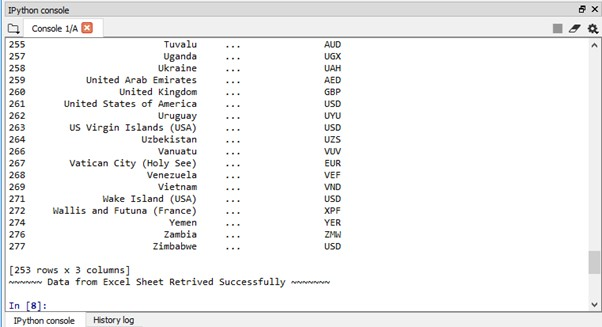 IPython console
Console 1/A
255 Tuvalu ... AUD
257 Uganda ... UGX
258 Ukraine ... UAH
259 United Arab Emirates ... AED
260 United Kingdom ... GBP
261 United States of America ... USD
262 Uruguay ... UYU
263 US Virgin Islands (USA) ... USD
264 Uzbekistan ... UZS
266 Vanuatu ... VUV
267 Vatican City (Holy See) ... EUR
268 Venezuela ... VEF
269 Vietnam ... VND
271 Wake Island (USA) ... USD
272 Wallis and Futuna (France) ... XPF
274 Yemen ... YER
276 Zambia ... ZMW
277 Zimbabwe ... USD
[253 rows x 3 columns]
~~~~~~ Data from Excel Sheet Retrived Successfully ~~~~~~~
In [8]:
IPython console History log